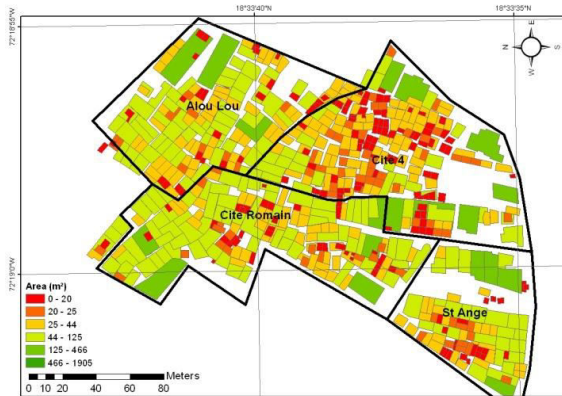 18°33'40"W
18°33'35"W
72°18'55"W
E
N
S
W
Alou Lou
Cite 4
Cite Romain
72°19'0"W
St Ange
Area (m²)
0 - 20
20 - 25
25 - 44
44 - 125
125 - 466
466 - 1905
Meters
0 10 20 40 60 80